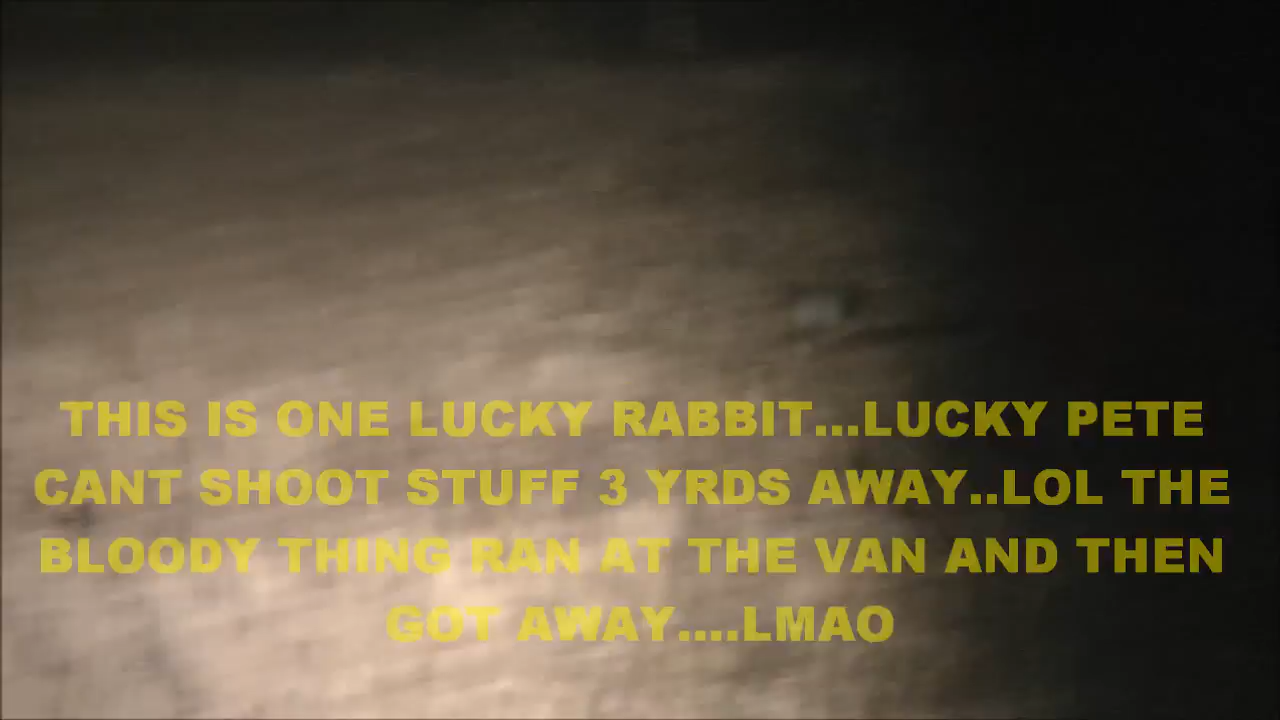 THIS IS ONE LUCKY RABBIT...LUCKY PETE
CANT SHOOT STUFF 3 YRDS AWAY..LOL THE
BLOODY THING RAN AT THE VAN AND THEN
GOT AWAY....LMAO